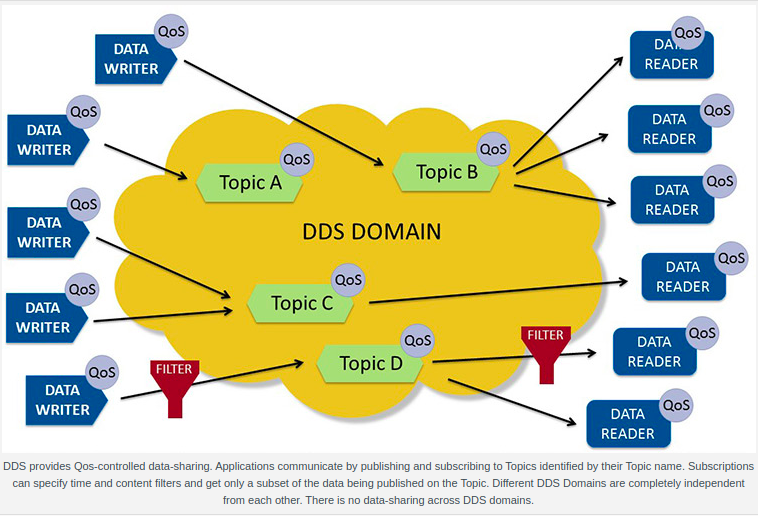 QoS
DATA
WRITER
QoS
DATA
READER
QoS
DATA
WRITER
QoS
DATA
READER
QoS
Topic A
QoS
Topic B
QoS
DATA
READER
QoS
DATA
WRITER
DDS DOMAIN
QoS
DATA
READER
QoS
DATA
WRITER
QoS
Topic C
QoS
DATA
READER
FILTER
QoS
Topic D
FILTER
QoS
DATA
WRITER
QoS
DATA
READER
DDS provides Qos-controlled data-sharing. Applications communicate by publishing and subscribing to Topics identified by their Topic name. Subscriptions
can specify time and content filters and get only a subset of the data being published on the Topic. Different DDS Domains are completely independent
from each other. There is no data-sharing across DDS domains.